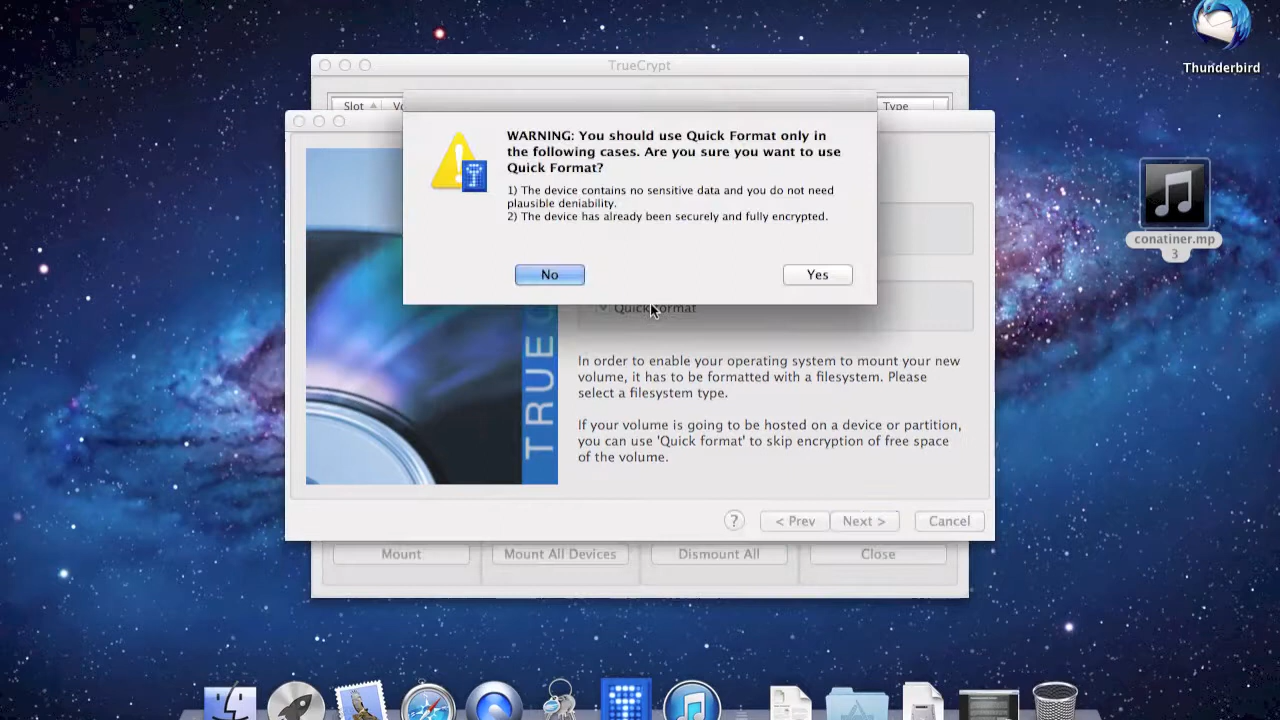 Thunderbird
TrueCrypt
Slot
Type
WARNING: You should use Quick Format only in
the following cases. Are you sure you want to use
Quick Format?
1) The device contains no sensitive data and you do not need
plausible deniability.
2) The device has already been securely and fully encrypted.
No
Yes
conatiner.mp
3
Quick Format
In order to enable your operating system to mount your new
volume, it has to be formatted with a filesystem. Please
select a filesystem type.
If your volume is going to be hosted on a device or partition,
you can use 'Quick format' to skip encryption of free space
of the volume.
? < Prev Next > Cancel
Mount Mount All Devices Dismount All Close